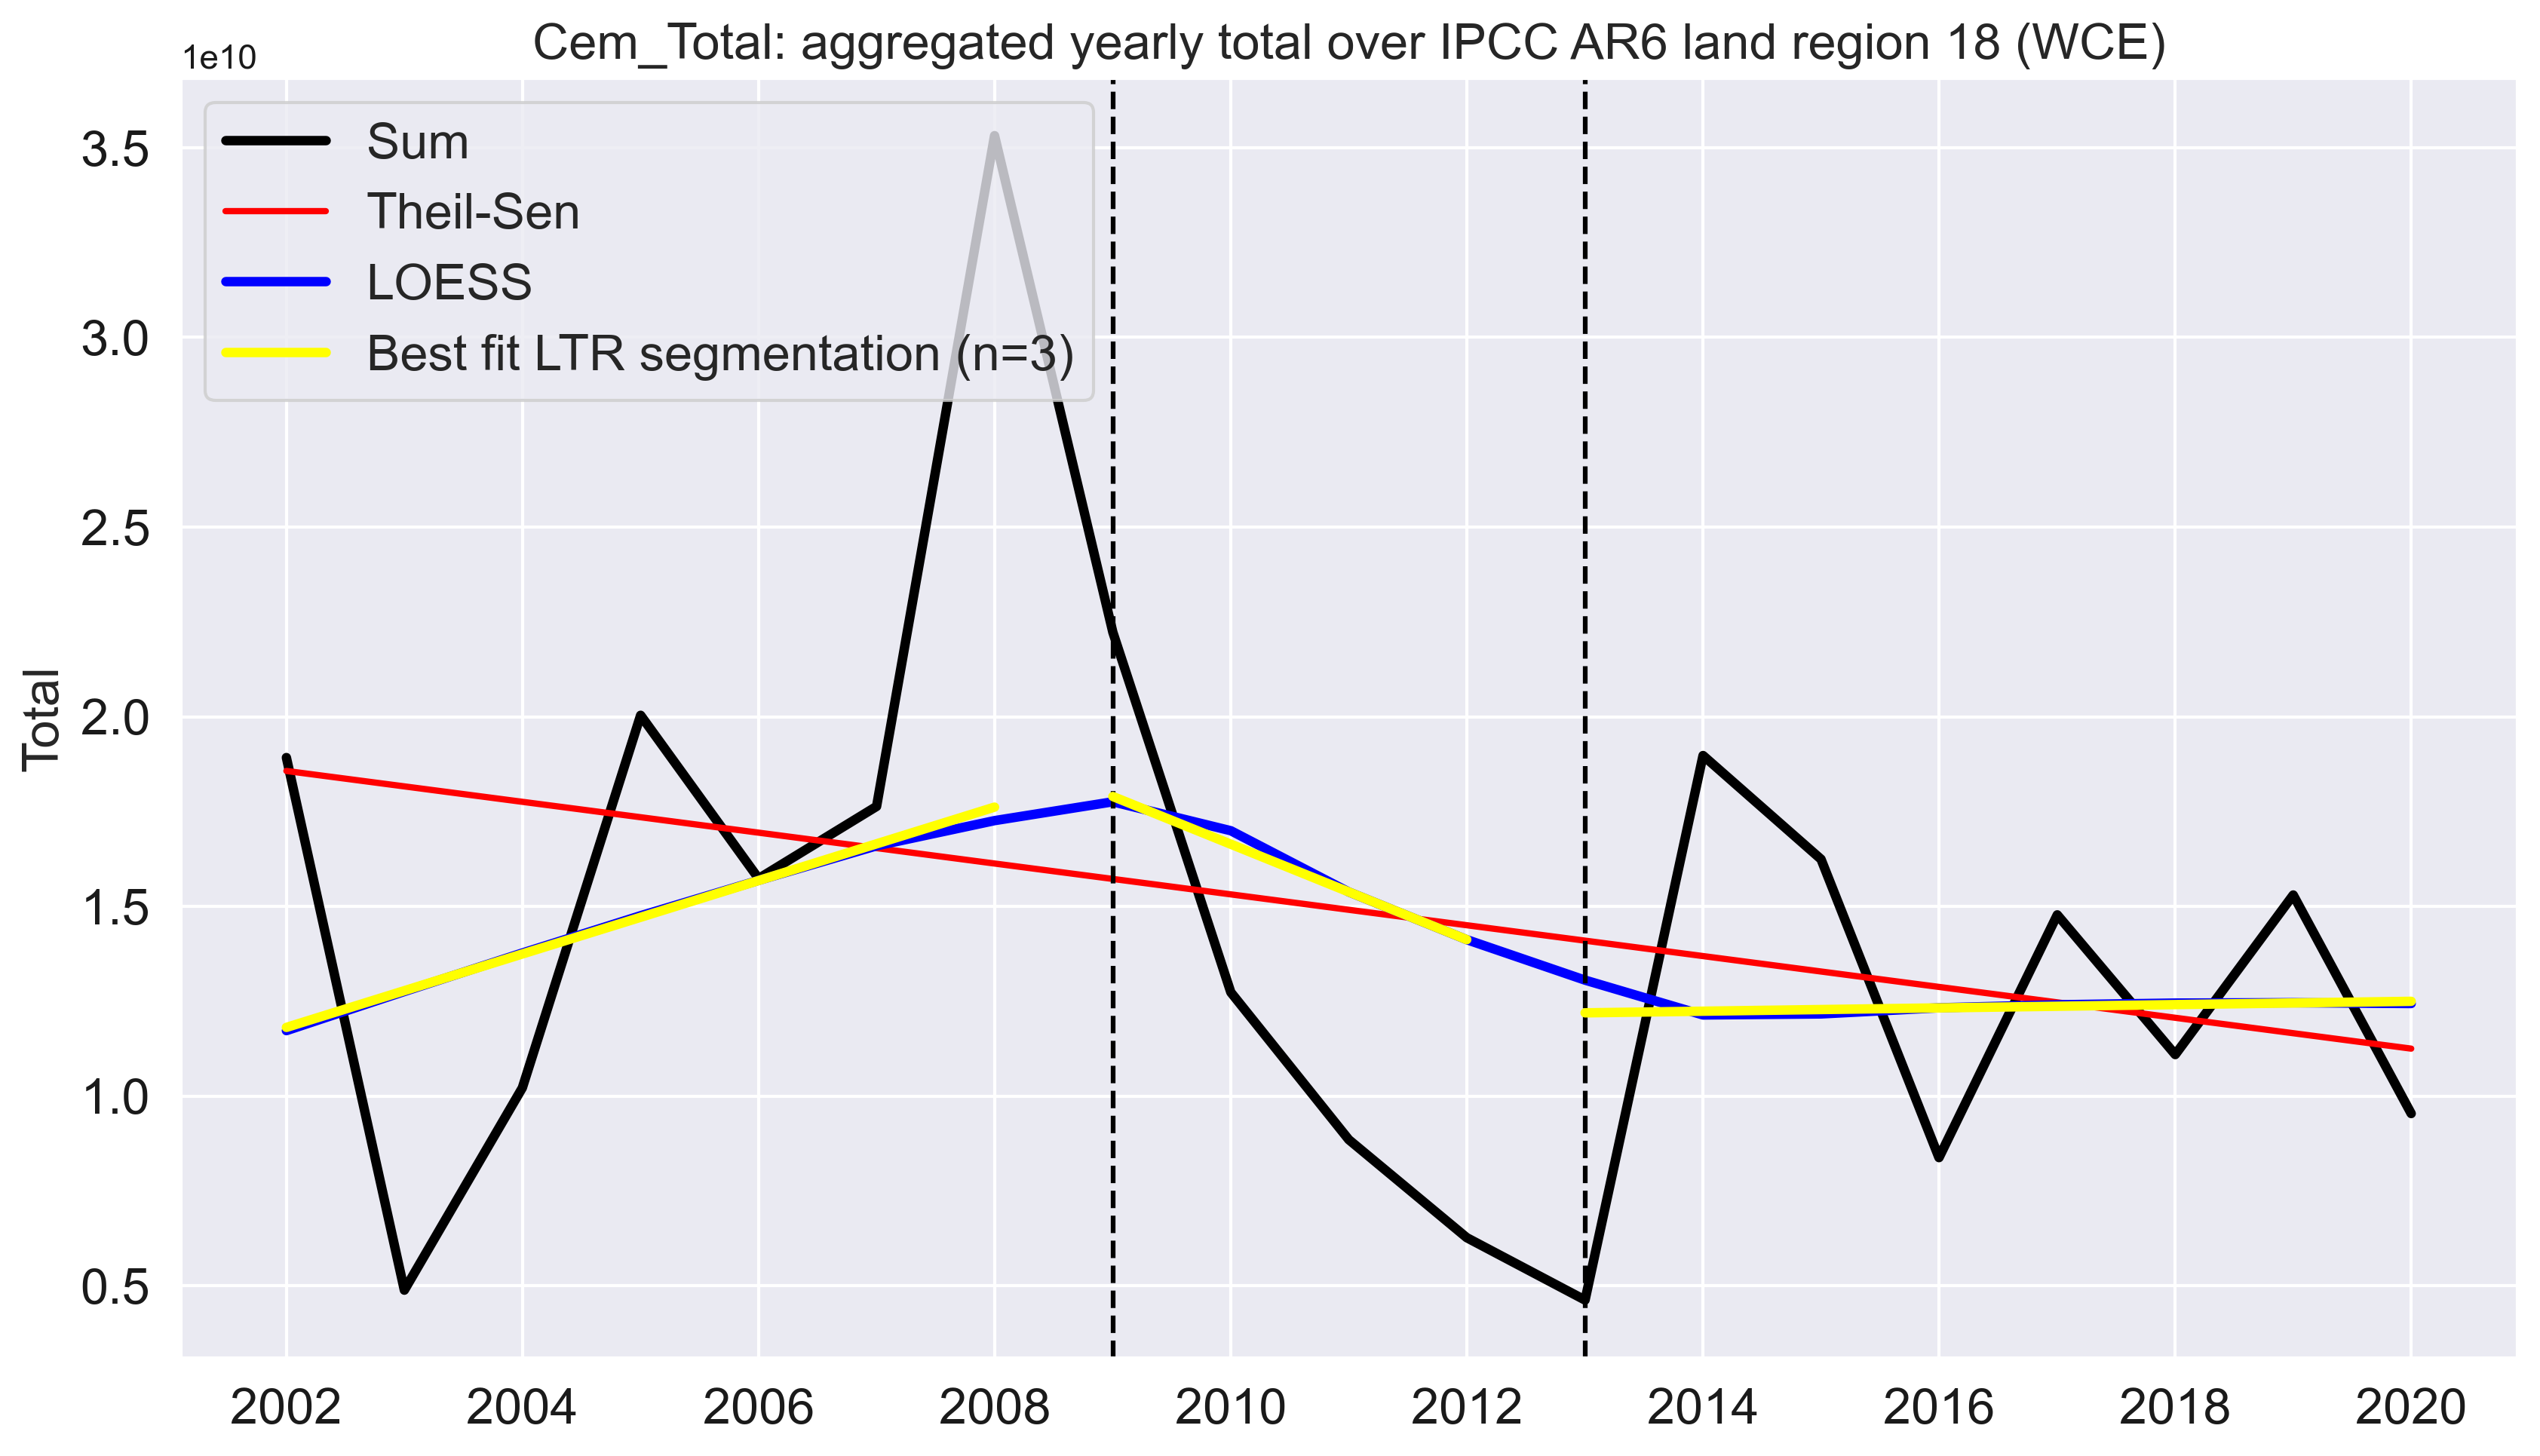 Cem_Total: aggregated yearly total over IPCC AR6 land region 18 (WCE)
1e10
Sum
Theil-Sen
LOESS
Best fit LTR segmentation (n=3)
3.5
3.0
2.5
2.0
1.5
1.0
0.5
Total
2002 2004 2006 2008 2010 2012 2014 2016 2018 2020